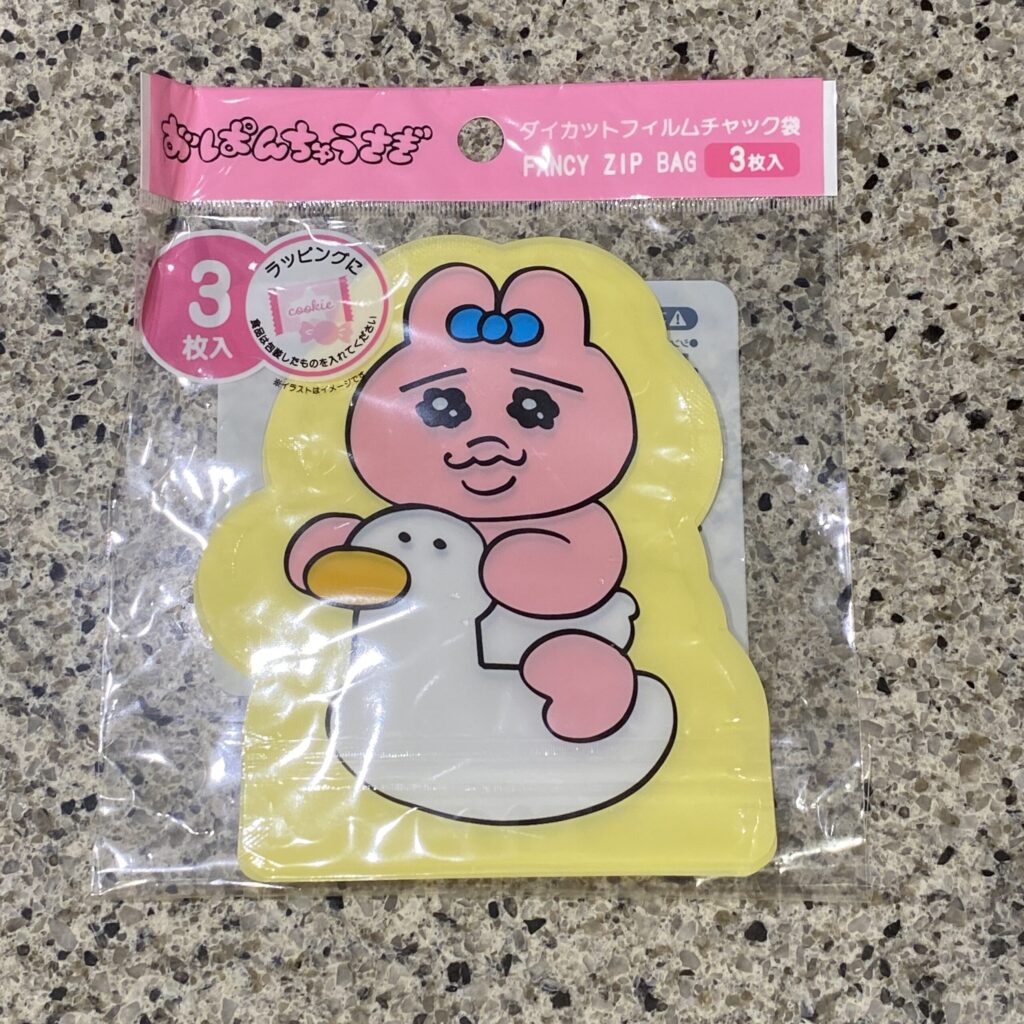 おぱんちゅうさぎ
ダイカットフィルムチャック袋
FANCY ZIP BAG 3枚入
3
枚入
ラッピングに
cookie
食品は包装したものを入れてください
※イラストはイメージです